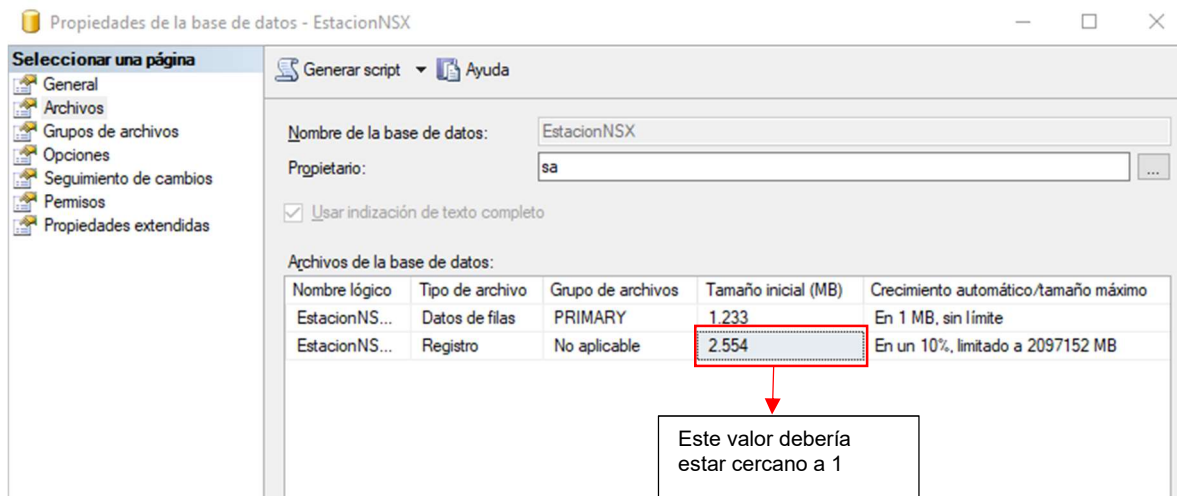 Propiedades de la base de datos - EstacionNSX
Seleccionar una página
General
Archivos
Grupos de archivos
Opciones
Seguimiento de cambios
Permisos
Propiedades extendidas
Generar script Ayuda
Nombre de la base de datos: EstacionNSX
Propietario: sa ...
Usar indización de texto completo
Archivos de la base de datos:
Nombre lógico Tipo de archivo Grupo de archivos Tamaño inicial (MB) Crecimiento automático/tamaño máximo
EstacionNS... Datos de filas PRIMARY 1.233 En 1 MB, sin límite
EstacionNS... Registro No aplicable 2.554 En un 10%, limitado a 2097152 MB
Este valor debería
estar cercano a 1